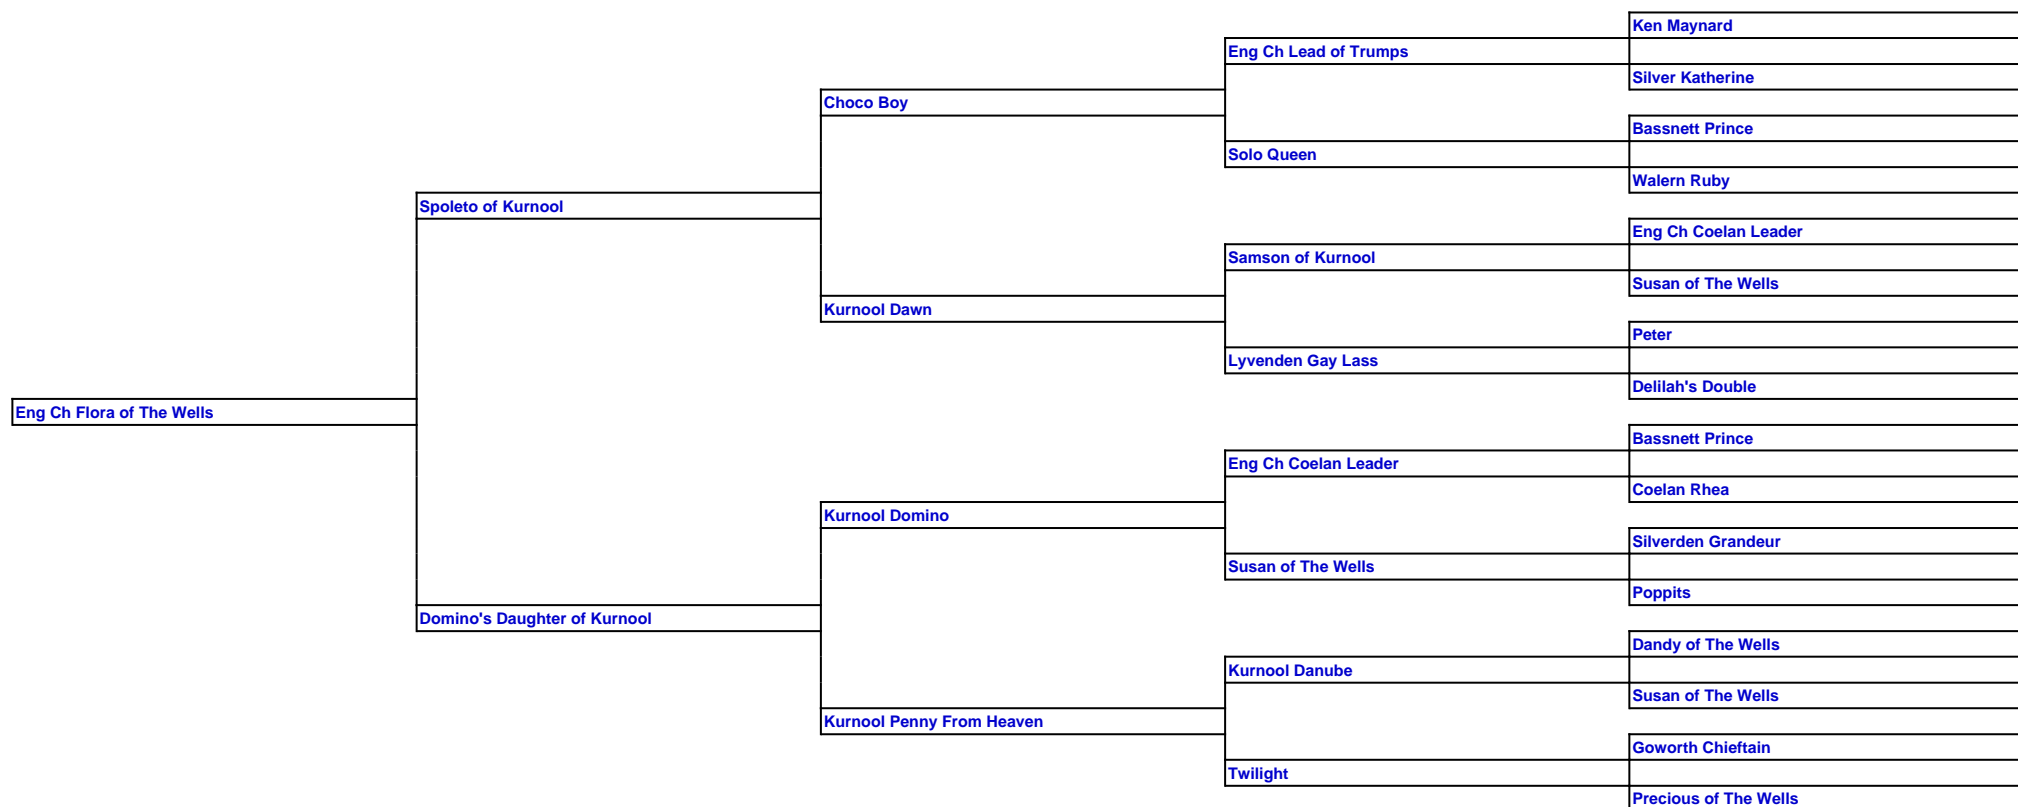 Ken Maynard
Eng Ch Lead of Trumps
Silver Katherine
Choco Boy
Bassnett Prince
Solo Queen
Walern Ruby
Spoleto of Kurnool
Eng Ch Coelan Leader
Samson of Kurnool
Susan of The Wells
Kurnool Dawn
Peter
Lyvenden Gay Lass
Delilah's Double
Eng Ch Flora of The Wells
Bassnett Prince
Eng Ch Coelan Leader
Coelan Rhea
Kurnool Domino
Silverden Grandeur
Susan of The Wells
Poppits
Domino's Daughter of Kurnool
Dandy of The Wells
Kurnool Danube
Susan of The Wells
Kurnool Penny From Heaven
Goworth Chieftain
Twilight
Precious of The Wells